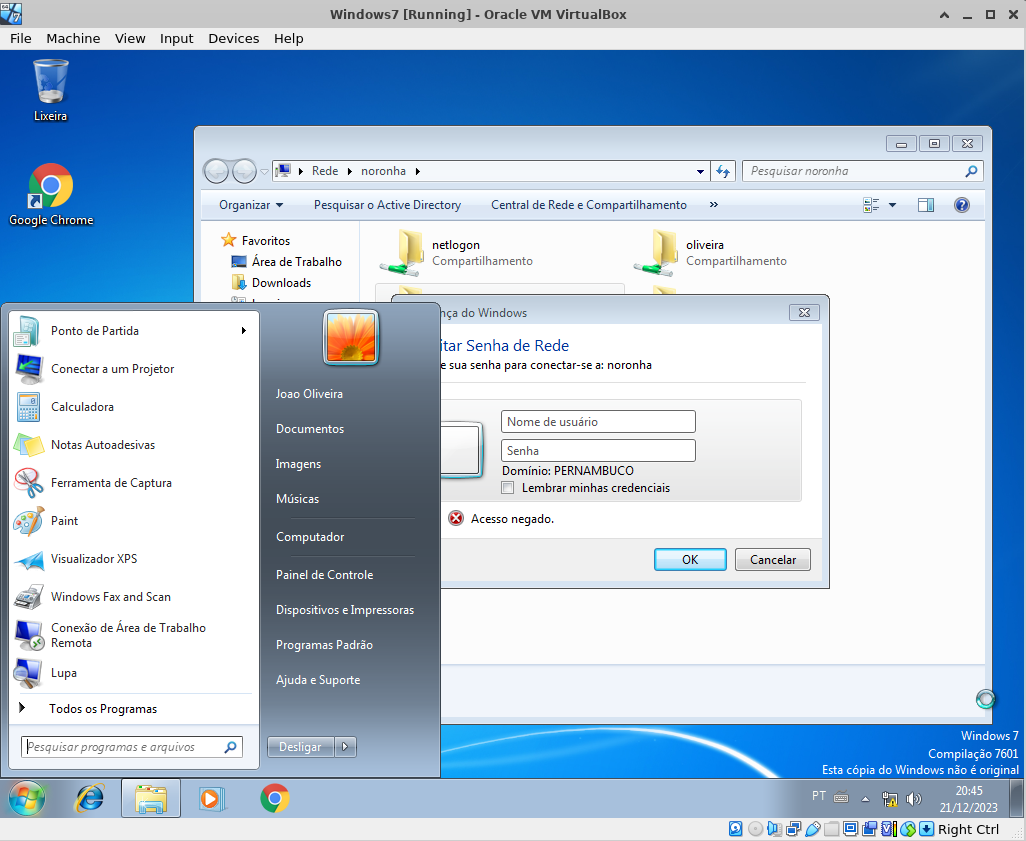 Windows7 [Running] - Oracle VM VirtualBox
File Machine View Input Devices Help
Lixeira
Google Chrome
Rede noronha
Pesquisar noronha
Organizar Pesquisar o Active Directory Central de Rede e Compartilhamento »
Favoritos
Área de Trabalho
Downloads
netlogon
Compartilhamento
oliveira
Compartilhamento
nça do Windows
itar Senha de Rede
e sua senha para conectar-se a: noronha
Nome de usuário
Senha
Domínio: PERNAMBUCO
Lembrar minhas credenciais
Acesso negado.
OK Cancelar
Ponto de Partida
Conectar a um Projetor
Calculadora
Notas Autoadesivas
Ferramenta de Captura
Paint
Visualizador XPS
Windows Fax and Scan
Conexão de Área de Trabalho
Remota
Lupa
Todos os Programas
Pesquisar programas e arquivos
Joao Oliveira
Documentos
Imagens
Músicas
Computador
Painel de Controle
Dispositivos e Impressoras
Programas Padrão
Ajuda e Suporte
Desligar
Windows 7
Compilação 7601
Esta cópia do Windows não é original
PT
20:45
21/12/2023
Right Ctrl